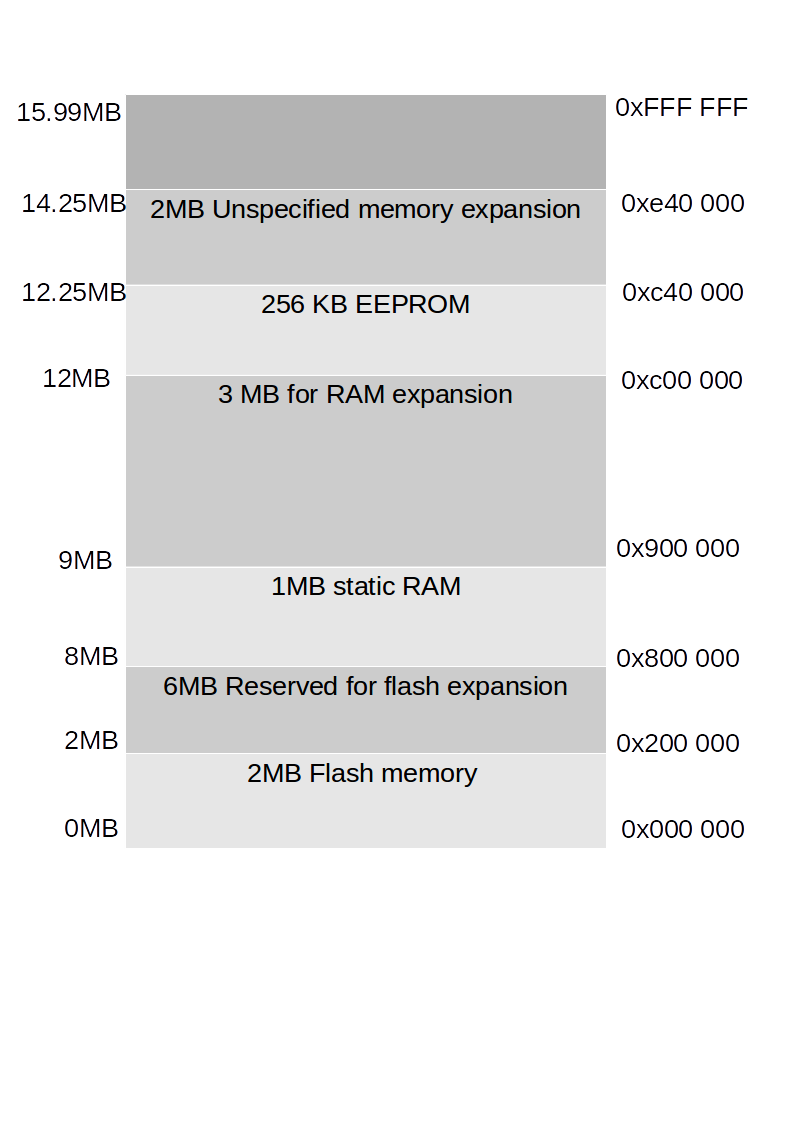 15.99MB 0xFFF FFF
14.25MB 2MB Unspecified memory expansion 0xe40 000
12.25MB 256 KB EEPROM 0xc40 000
12MB 3 MB for RAM expansion 0xc00 000
9MB 0x900 000
1MB static RAM
8MB 0x800 000
6MB Reserved for flash expansion
2MB 0x200 000
2MB Flash memory
0MB 0x000 000